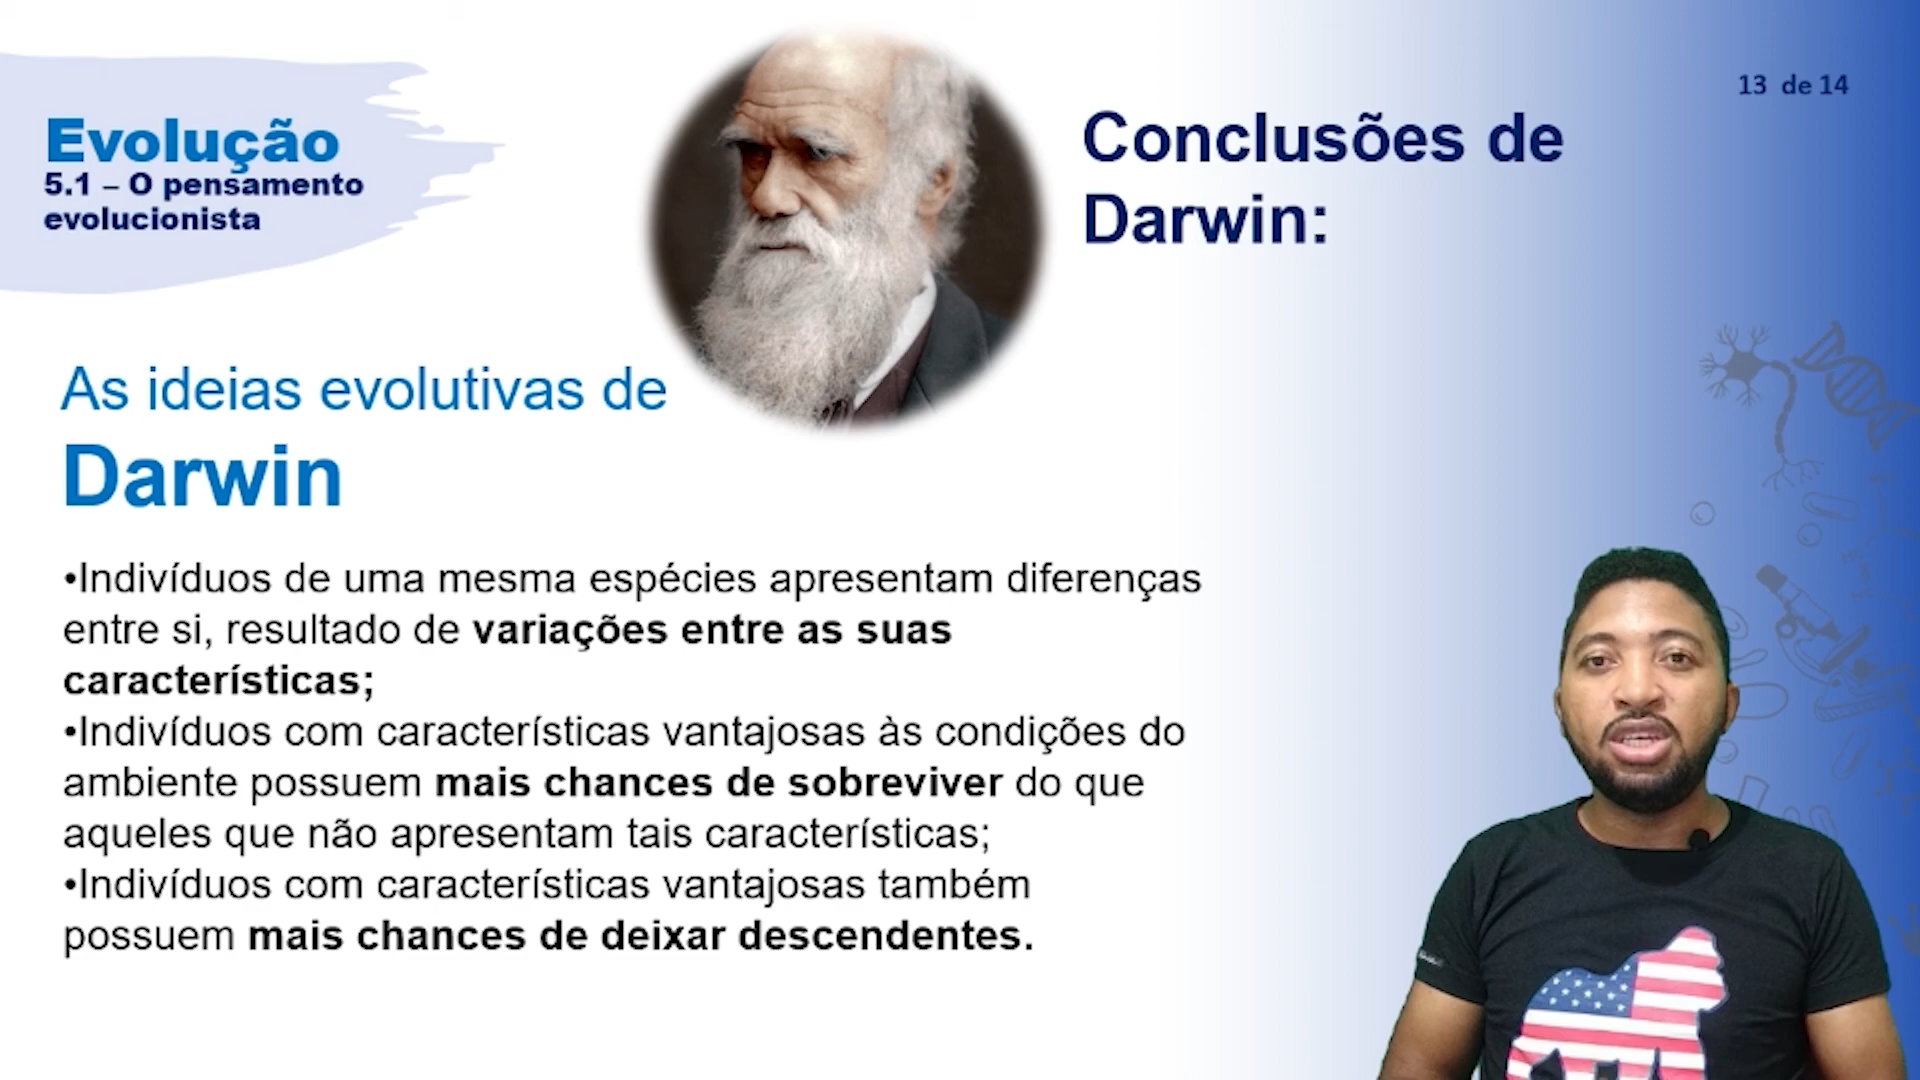 Evolução
5.1 – O pensamento
evolucionista
Conclusões de
Darwin:
13 de 14
As ideias evolutivas de
Darwin
•Indivíduos de uma mesma espécies apresentam diferenças
entre si, resultado de variações entre as suas
características;
•Indivíduos com características vantajosas às condições do
ambiente possuem mais chances de sobreviver do que
aqueles que não apresentam tais características;
•Indivíduos com características vantajosas também
possuem mais chances de deixar descendentes.